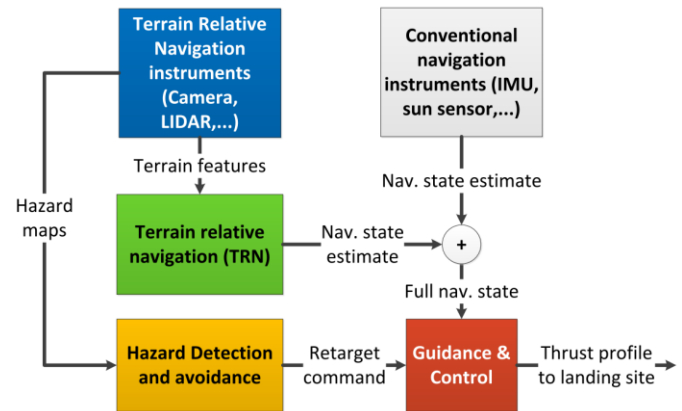 Terrain Relative
Navigation
instruments
(Camera,
LIDAR,...)
Conventional
navigation
instruments (IMU,
sun sensor,...)
Terrain features
Nav. state estimate
Hazard
maps
Terrain relative
navigation (TRN)
Nav. state
estimate
+
Full nav. state
Hazard Detection
and avoidance
Retarget
command
Guidance &
Control
Thrust profile
to landing site